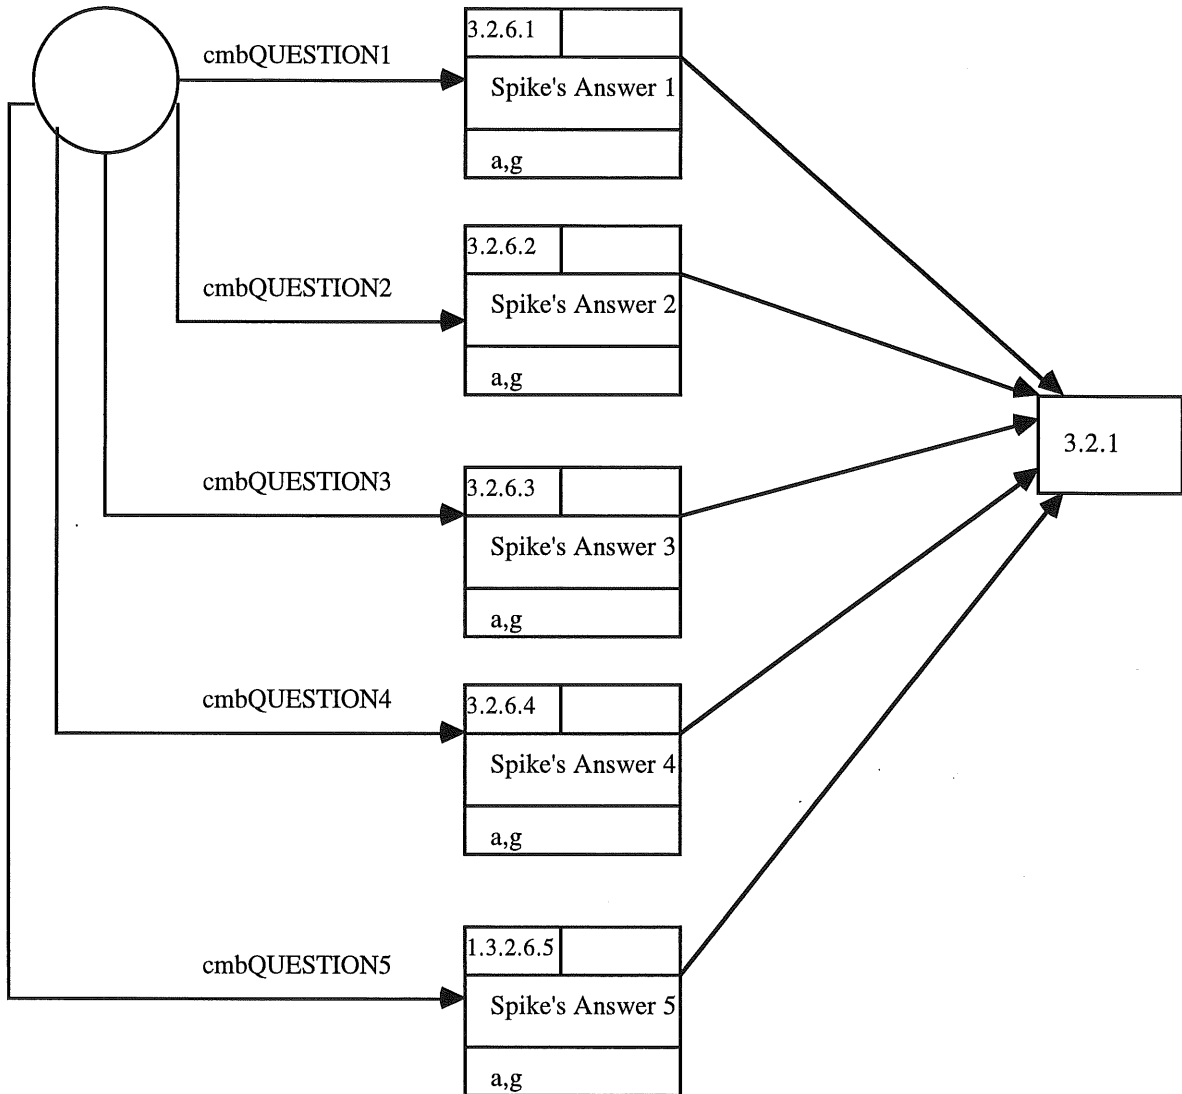 cmbQUESTION1
3.2.6.1
Spike's Answer 1
a,g
cmbQUESTION2
3.2.6.2
Spike's Answer 2
a,g
3.2.1
cmbQUESTION3
3.2.6.3
Spike's Answer 3
a,g
cmbQUESTION4
3.2.6.4
Spike's Answer 4
a,g
cmbQUESTION5
1.3.2.6.5
Spike's Answer 5
a,g